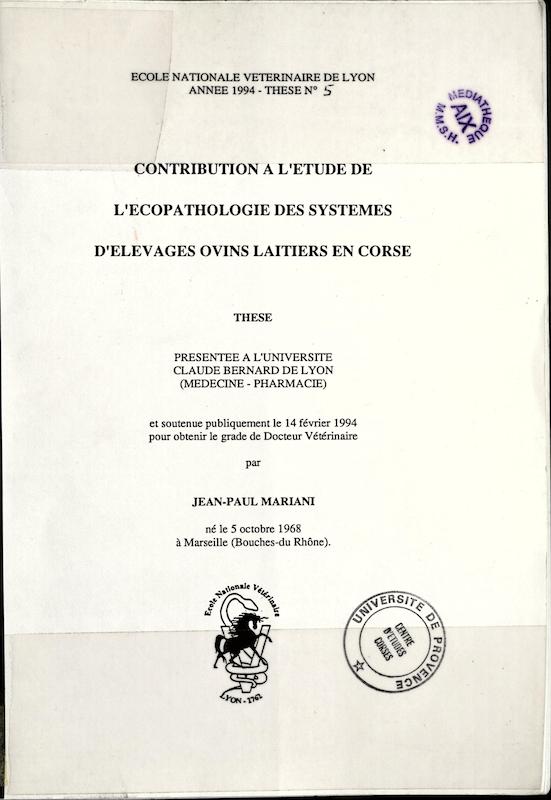 ECOLE NATIONALE VETERINAIRE DE LYON
ANNEE 1994 - THESE N° 5
MEDIATHEQUE
AIX
M.M.S.H.
CONTRIBUTION A L'ETUDE DE
L'ECOPATHOLOGIE DES SYSTEMES
D'ELEVAGES OVINS LAITIERS EN CORSE
THESE
PRESENTEE A L'UNIVERSITE
CLAUDE BERNARD DE LYON
(MEDECINE - PHARMACIE)
et soutenue publiquement le 14 février 1994
pour obtenir le grade de Docteur Vétérinaire
par
JEAN-PAUL MARIANI
né le 5 octobre 1968
à Marseille (Bouches-du Rhône).
Ecole Nationale Vétérinaire
LYON - 1762
UNIVERSITE DE PROVENCE
CENTRE
D'ETUDES
CORSES